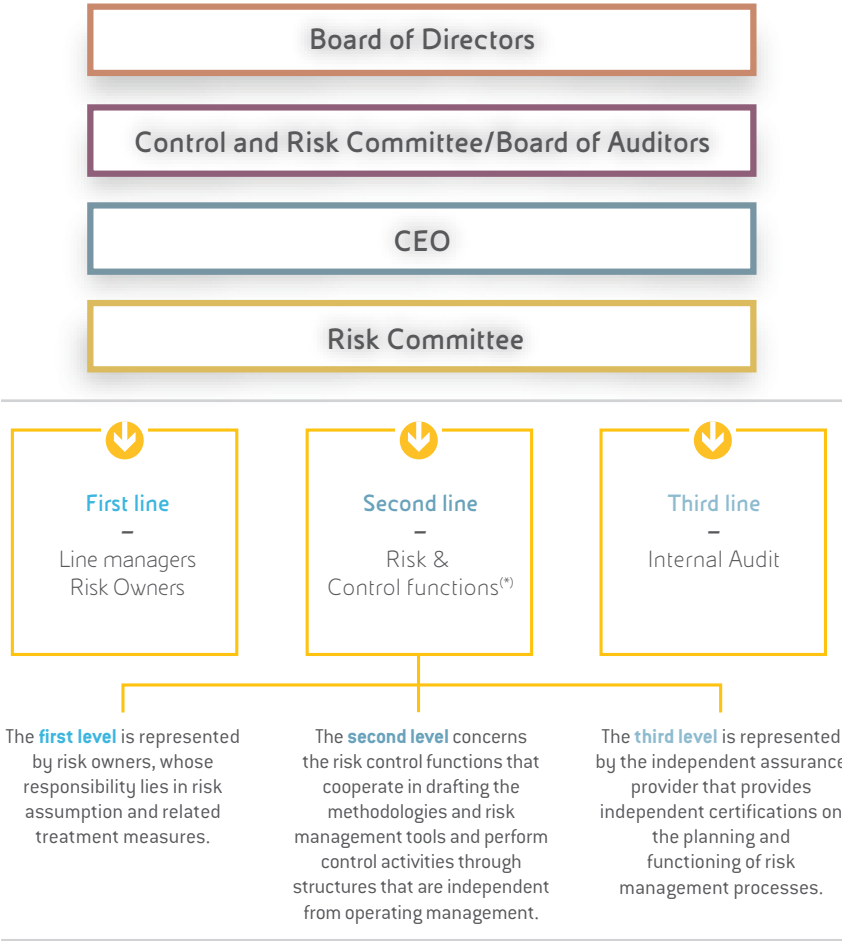 Board of Directors
Control and Risk Committee/Board of Auditors
CEO
Risk Committee
First line
–
Line managers
Risk Owners
Second line
–
Risk &
Control functions(*)
Third line
–
Internal Audit
The first level is represented
by risk owners, whose
responsibility lies in risk
assumption and related
treatment measures.
The second level concerns
the risk control functions that
cooperate in drafting the
methodologies and risk
management tools and perform
control activities through
structures that are independent
from operating management.
The third level is represented
by the independent assurance
provider that provides
independent certifications on
the planning and
functioning of risk
management processes.